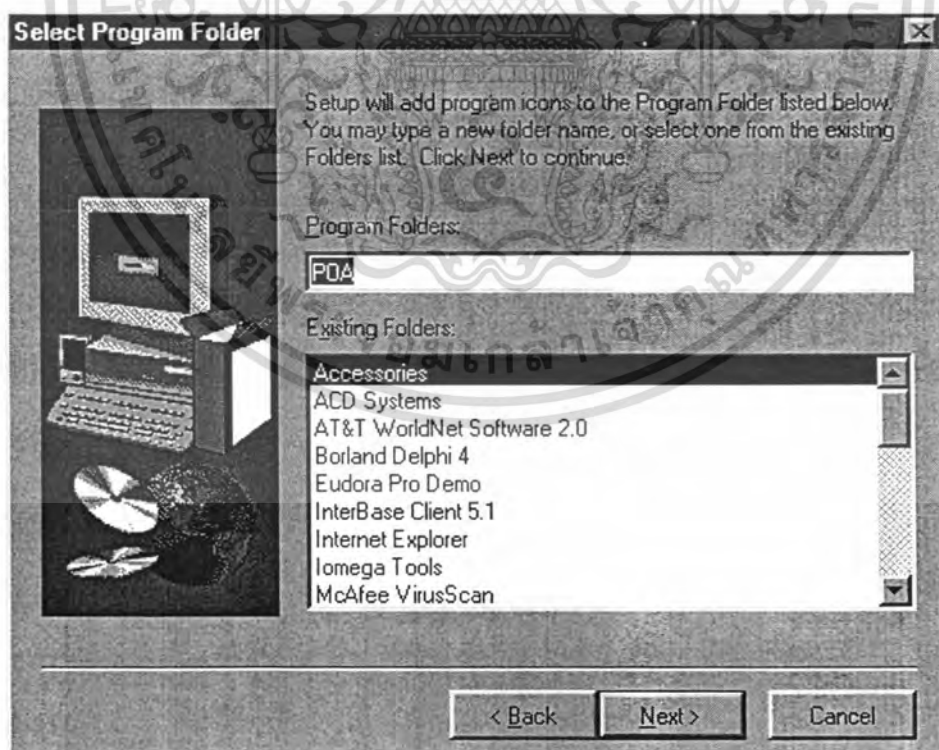 Select Program Folder
Setup will add program icons to the Program Folder listed below.
You may type a new folder name, or select one from the existing
Folders list. Click Next to continue.
Program Folders:
POA
Existing Folders:
Accessories
ACD Systems
AT&T WorldNet Software 2.0
Borland Delphi 4
Eudora Pro Demo
InterBase Client 5.1
Internet Explorer
Iomega Tools
McAfee VirusScan
< Back
Next >
Cancel